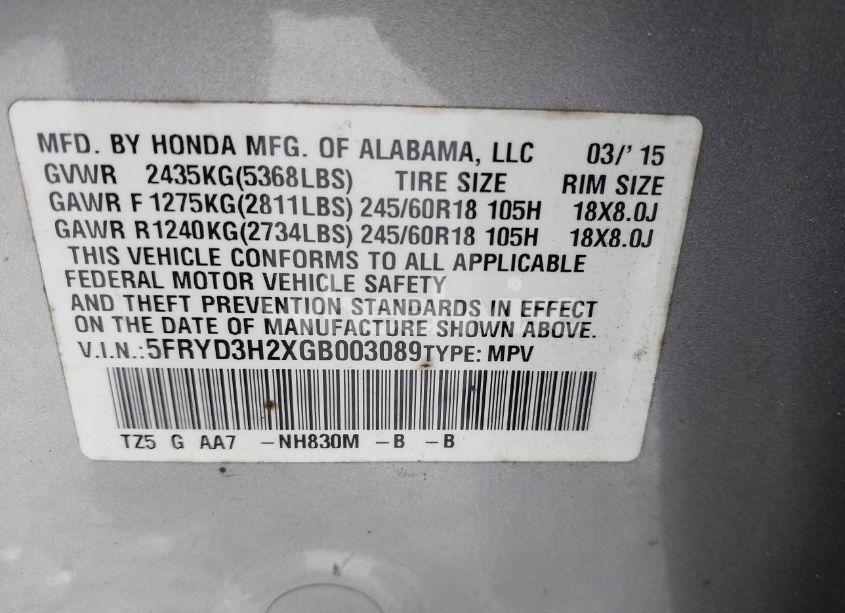 MFD. BY HONDA MFG. OF ALABAMA, LLC 03/' 15
GVWR 2435KG(5368LBS) TIRE SIZE RIM SIZE
GAWR F 1275KG(2811LBS) 245/60R18 105H 18X8.0J
GAWR R1240KG(2734LBS) 245/60R18 105H 18X8.0J
THIS VEHICLE CONFORMS TO ALL APPLICABLE
FEDERAL MOTOR VEHICLE SAFETY
AND THEFT PREVENTION STANDARDS IN EFFECT
ON THE DATE OF MANUFACTURE SHOWN ABOVE.
V.I.N.:5FRYD3H2XGB003089TYPE: MPV
TZ5 G AA7 -NH830M -B -B